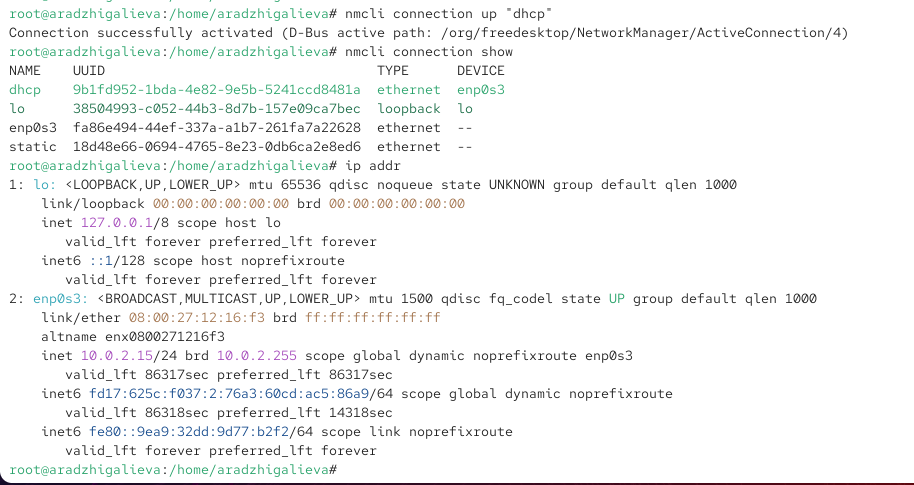 root@aradzhigalieva:/home/aradzhigalieva# nmcli connection up "dhcp"
Connection successfully activated (D-Bus active path: /org/freedesktop/NetworkManager/ActiveConnection/4)
root@aradzhigalieva:/home/aradzhigalieva# nmcli connection show
NAME    UUID                                  TYPE      DEVICE
dhcp    9b1fd952-1bda-4e82-9e5b-5241ccd8481a  ethernet  enp0s3
lo      38504993-c052-44b3-8d7b-157e09ca7bec  loopback  lo
enp0s3  fa86e494-44ef-337a-a1b7-261fa7a22628  ethernet  --
static  18d48e66-0694-4765-8e23-0db6ca2e8ed6  ethernet  --
root@aradzhigalieva:/home/aradzhigalieva# ip addr
1: lo: <LOOPBACK,UP,LOWER_UP> mtu 65536 qdisc noqueue state UNKNOWN group default qlen 1000
    link/loopback 00:00:00:00:00:00 brd 00:00:00:00:00:00
    inet 127.0.0.1/8 scope host lo
       valid_lft forever preferred_lft forever
    inet6 ::1/128 scope host noprefixroute
       valid_lft forever preferred_lft forever
2: enp0s3: <BROADCAST,MULTICAST,UP,LOWER_UP> mtu 1500 qdisc fq_codel state UP group default qlen 1000
    link/ether 08:00:27:12:16:f3 brd ff:ff:ff:ff:ff:ff
    altname enx0800271216f3
    inet 10.0.2.15/24 brd 10.0.2.255 scope global dynamic noprefixroute enp0s3
       valid_lft 86317sec preferred_lft 86317sec
    inet6 fd17:625c:f037:2:76a3:60cd:ac5:86a9/64 scope global dynamic noprefixroute
       valid_lft 86318sec preferred_lft 14318sec
    inet6 fe80::9ea9:32dd:9d77:b2f2/64 scope link noprefixroute
       valid_lft forever preferred_lft forever
root@aradzhigalieva:/home/aradzhigalieva#